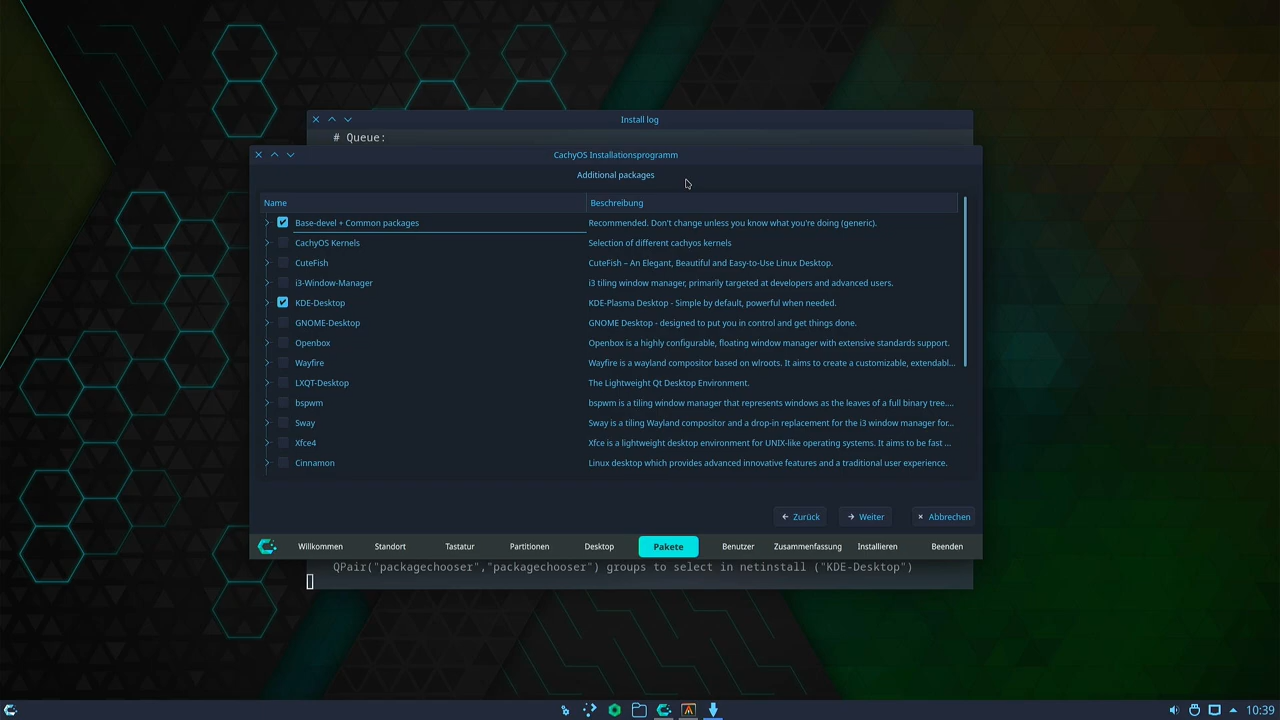 Install log
# Queue:
CachyOS Installationsprogramm
Additional packages
Name Beschreibung
Base-devel + Common packages Recommended. Don't change unless you know what you're doing (generic).
CachyOS Kernels Selection of different cachyos kernels
CuteFish CuteFish – An Elegant, Beautiful and Easy-to-Use Linux Desktop.
i3-Window-Manager i3 tiling window manager, primarily targeted at developers and advanced users.
KDE-Desktop KDE-Plasma Desktop - Simple by default, powerful when needed.
GNOME-Desktop GNOME Desktop - designed to put you in control and get things done.
Openbox Openbox is a highly configurable, floating window manager with extensive standards support.
Wayfire Wayfire is a wayland compositor based on wlroots. It aims to create a customizable, extendabl...
LXQT-Desktop The Lightweight Qt Desktop Environment.
bspwm bspwm is a tiling window manager that represents windows as the leaves of a full binary tree....
Sway Sway is a tiling Wayland compositor and a drop-in replacement for the i3 window manager for...
Xfce4 Xfce is a lightweight desktop environment for UNIX-like operating systems. It aims to be fast ...
Cinnamon Linux desktop which provides advanced innovative features and a traditional user experience.
Zurück Weiter Abbrechen
Willkommen Standort Tastatur Partitionen Desktop Pakete Benutzer Zusammenfassung Installieren Beenden
QPair("packagechooser","packagechooser") groups to select in netinstall ("KDE-Desktop")
10:39